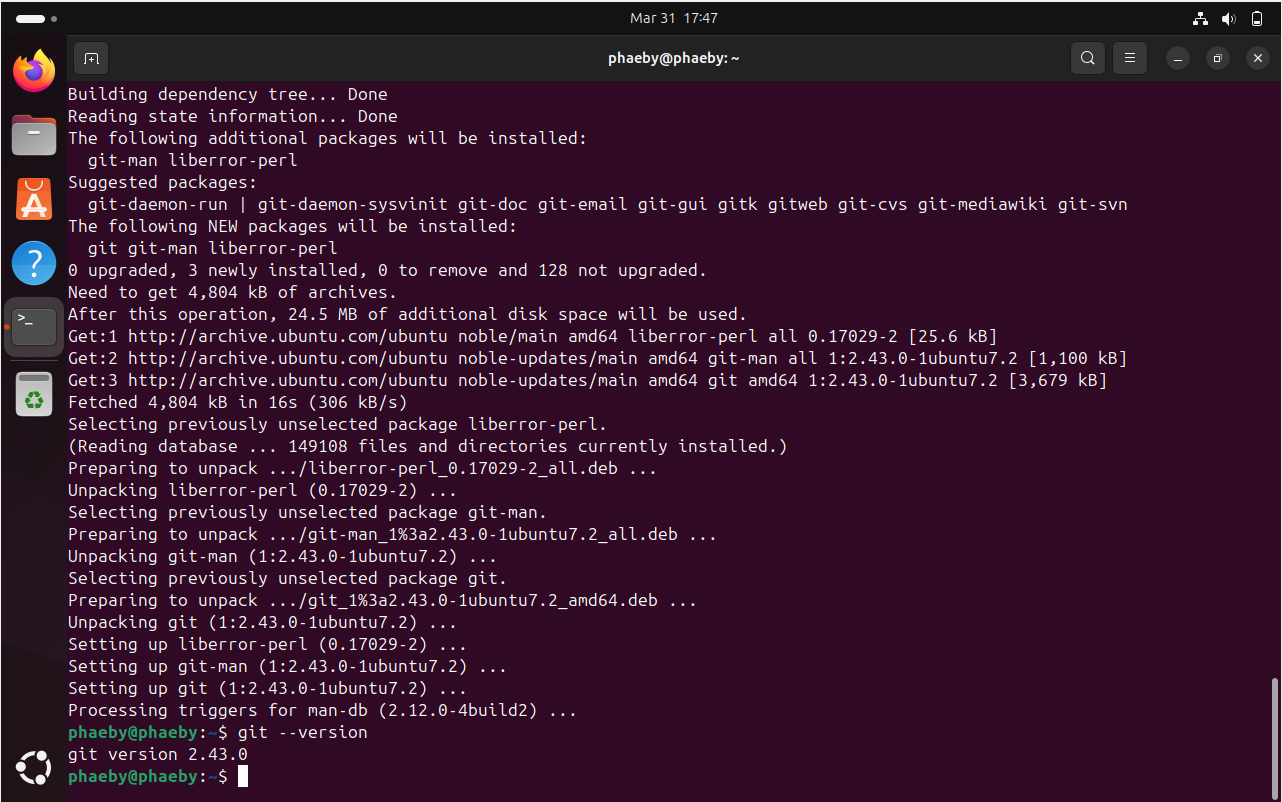 Mar 31 17:47
phaeby@phaeby: ~
Building dependency tree... Done
Reading state information... Done
The following additional packages will be installed:
  git-man liberror-perl
Suggested packages:
  git-daemon-run | git-daemon-sysvinit git-doc git-email git-gui gitk gitweb git-cvs git-mediawiki git-svn
The following NEW packages will be installed:
  git git-man liberror-perl
0 upgraded, 3 newly installed, 0 to remove and 128 not upgraded.
Need to get 4,804 kB of archives.
After this operation, 24.5 MB of additional disk space will be used.
Get:1 http://archive.ubuntu.com/ubuntu noble/main amd64 liberror-perl all 0.17029-2 [25.6 kB]
Get:2 http://archive.ubuntu.com/ubuntu noble-updates/main amd64 git-man all 1:2.43.0-1ubuntu7.2 [1,100 kB]
Get:3 http://archive.ubuntu.com/ubuntu noble-updates/main amd64 git amd64 1:2.43.0-1ubuntu7.2 [3,679 kB]
Fetched 4,804 kB in 16s (306 kB/s)
Selecting previously unselected package liberror-perl.
(Reading database ... 149108 files and directories currently installed.)
Preparing to unpack .../liberror-perl_0.17029-2_all.deb ...
Unpacking liberror-perl (0.17029-2) ...
Selecting previously unselected package git-man.
Preparing to unpack .../git-man_1%3a2.43.0-1ubuntu7.2_all.deb ...
Unpacking git-man (1:2.43.0-1ubuntu7.2) ...
Selecting previously unselected package git.
Preparing to unpack .../git_1%3a2.43.0-1ubuntu7.2_amd64.deb ...
Unpacking git (1:2.43.0-1ubuntu7.2) ...
Setting up liberror-perl (0.17029-2) ...
Setting up git-man (1:2.43.0-1ubuntu7.2) ...
Setting up git (1:2.43.0-1ubuntu7.2) ...
Processing triggers for man-db (2.12.0-4build2) ...
phaeby@phaeby:~$ git --version
git version 2.43.0
phaeby@phaeby:~$